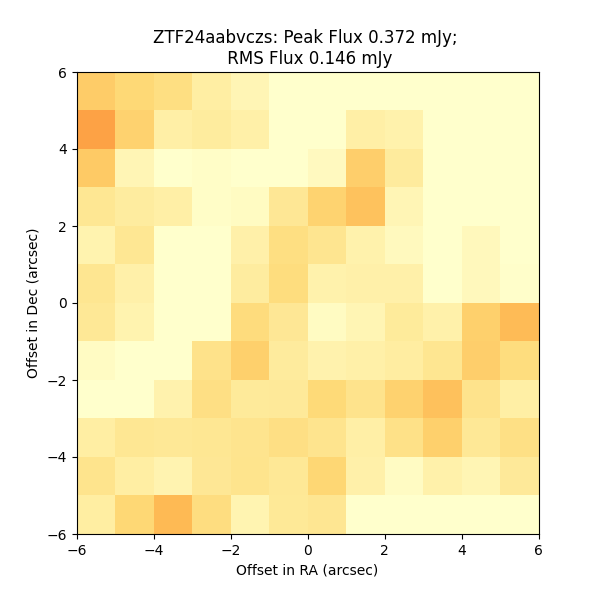 ZTF24aabvczs: Peak Flux 0.372 mJy;
RMS Flux 0.146 mJy
6
4
2
0
−2
−4
−6
Offset in Dec (arcsec)
−6 −4 −2 0 2 4 6
Offset in RA (arcsec)